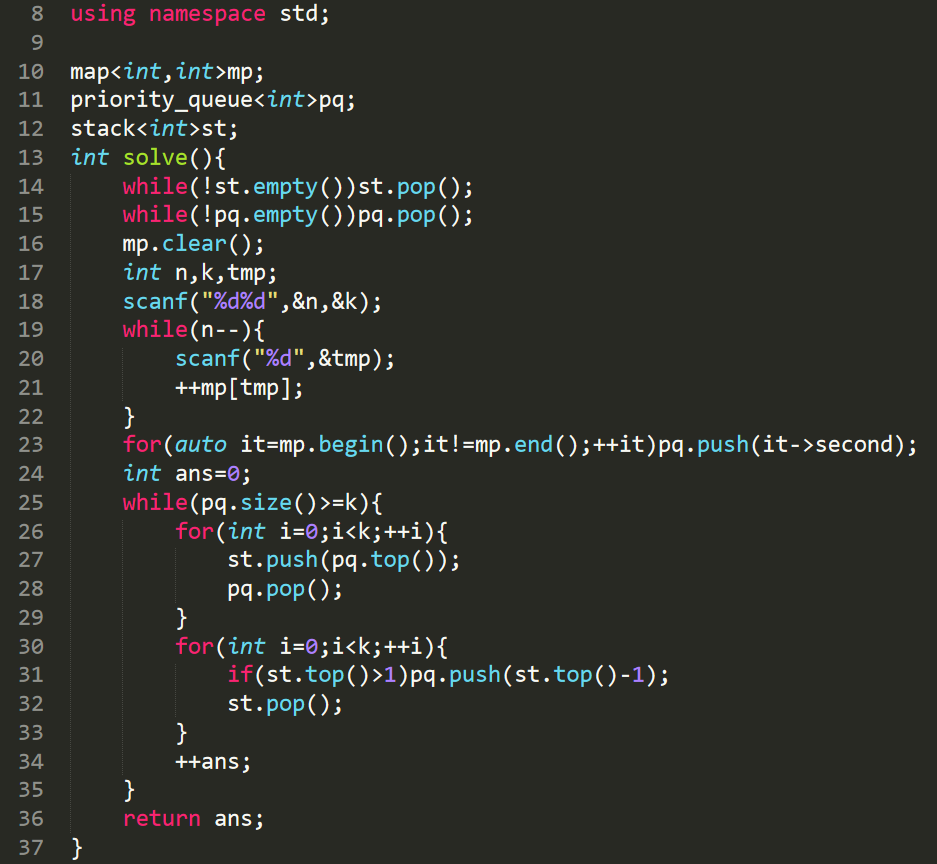 8 using namespace std;
9
10 map<int,int>mp;
11 priority_queue<int>pq;
12 stack<int>st;
13 int solve(){
14     while(!st.empty())st.pop();
15     while(!pq.empty())pq.pop();
16     mp.clear();
17     int n,k,tmp;
18     scanf("%d%d",&n,&k);
19     while(n--){
20         scanf("%d",&tmp);
21         ++mp[tmp];
22     }
23     for(auto it=mp.begin();it!=mp.end();++it)pq.push(it->second);
24     int ans=0;
25     while(pq.size()>=k){
26         for(int i=0;i<k;++i){
27             st.push(pq.top());
28             pq.pop();
29         }
30         for(int i=0;i<k;++i){
31             if(st.top()>1)pq.push(st.top()-1);
32             st.pop();
33         }
34         ++ans;
35     }
36     return ans;
37 }